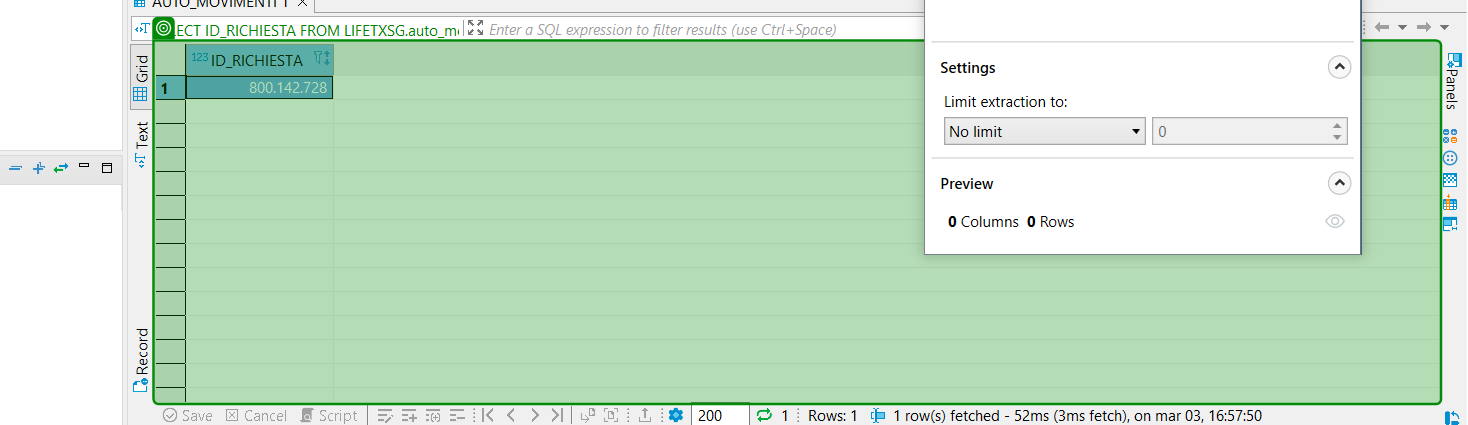 AUTO_MOVIMENTI 1
ECT ID_RICHIESTA FROM LIFETXSG.auto_m
Enter a SQL expression to filter results (use Ctrl+Space)
Grid
Text
Record
123 ID_RICHIESTA
1 800.142.728
Settings
Limit extraction to:
No limit 0
Preview
0 Columns 0 Rows
Panels
Save Cancel Script 200 1 Rows: 1 1 row(s) fetched - 52ms (3ms fetch), on mar 03, 16:57:50